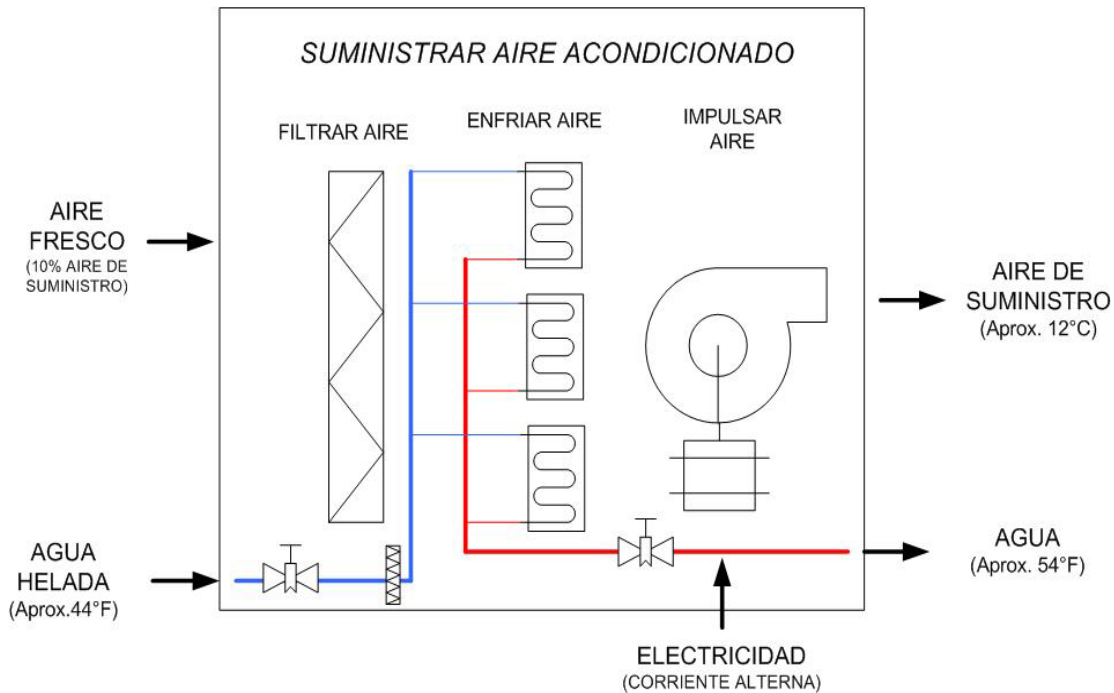 SUMINISTRAR AIRE ACONDICIONADO
FILTRAR AIRE
ENFRIAR AIRE
IMPULSAR
AIRE
AIRE
FRESCO
(10% AIRE DE
SUMINISTRO)
AIRE DE
SUMINISTRO
(Aprox. 12°C)
AGUA
HELADA
(Aprox.44°F)
AGUA
(Aprox. 54°F)
ELECTRICIDAD
(CORRIENTE ALTERNA)